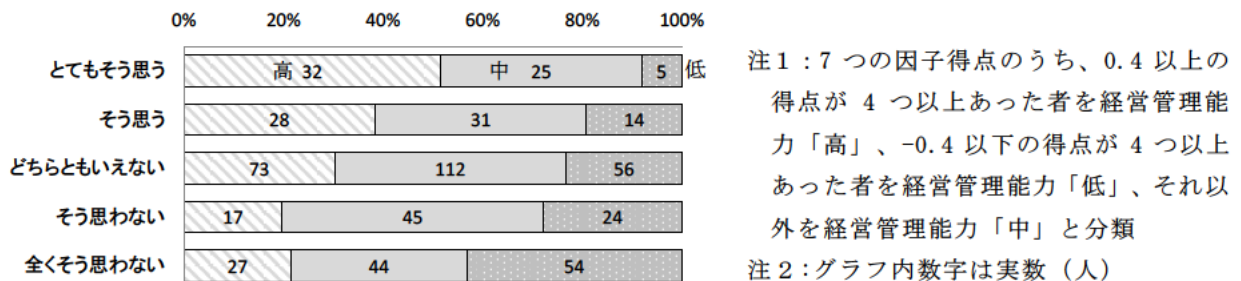 0% 20% 40% 60% 80% 100%
とてもそう思う 高 32 中 25 5 低
そう思う 28 31 14
どちらともいえない 73 112 56
そう思わない 17 45 24
全くそう思わない 27 44 54
注1:7 つの因子得点のうち、0.4 以上の
得点が 4 つ以上あった者を経営管理能
力「高」、-0.4 以下の得点が 4 つ以上
あった者を経営管理能力「低」、それ以
外を経営管理能力「中」と分類
注2:グラフ内数字は実数(人)